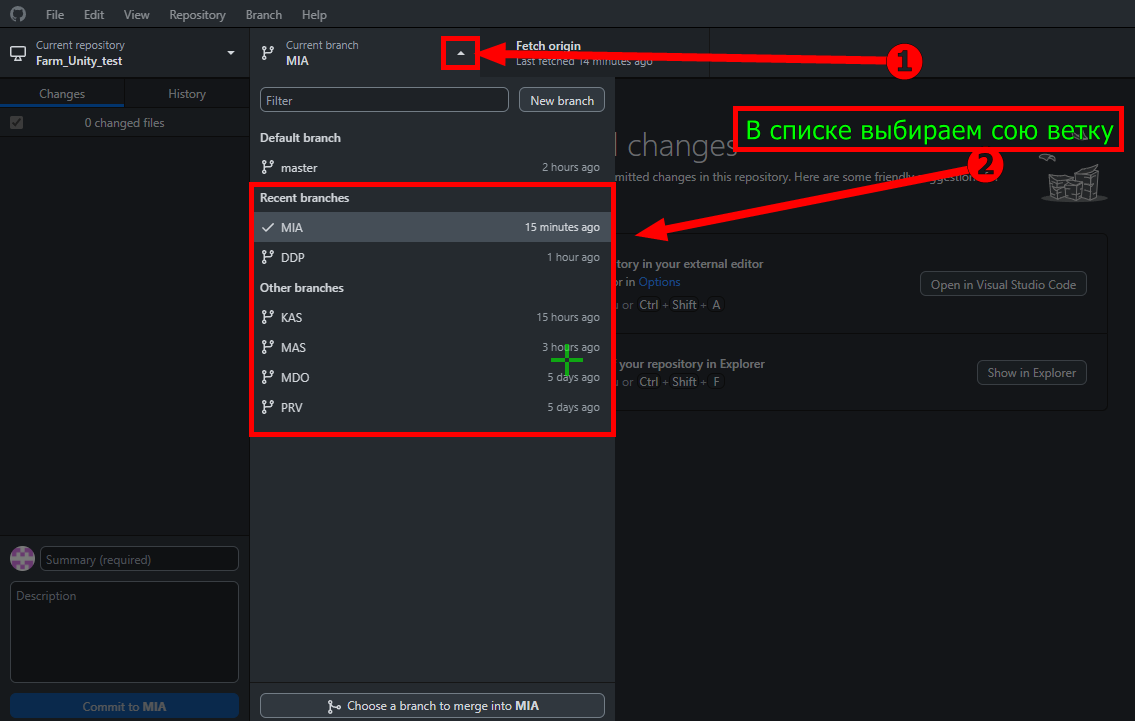 File Edit View Repository Branch Help
Current repository
Farm_Unity_test
Current branch
MIA
Fetch origin
Last fetched 14 minutes ago
1
Changes History
0 changed files
Filter
New branch
Default branch
master 2 hours ago
Recent branches
MIA 15 minutes ago
DDP 1 hour ago
Other branches
KAS 15 hours ago
MAS 3 hours ago
MDO 5 days ago
PRV 5 days ago
В списке выбираем сою ветку
2
changes
mitted changes in this repository. Here are some friendly suggestion
tory in your external editor
or in Options
or Ctrl + Shift + A
Open in Visual Studio Code
your repository in Explorer
or Ctrl + Shift + F
Show in Explorer
Summary (required)
Description
Commit to MIA
Choose a branch to merge into MIA